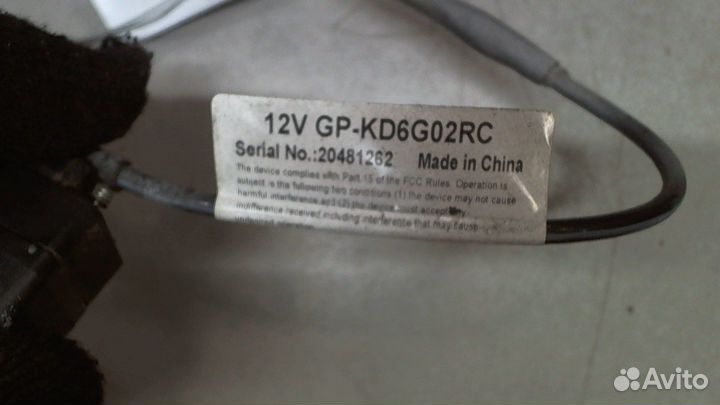 12V GP-KD6G02RC
Serial No.:20481262 Made in China
The device complies with Part 15 of the FCC Rules. Operation is
subject is the following two conditions (1) the device may not cause
harmful interference and (2) the device must accept any
indifference received,including interference that may cause
Avito